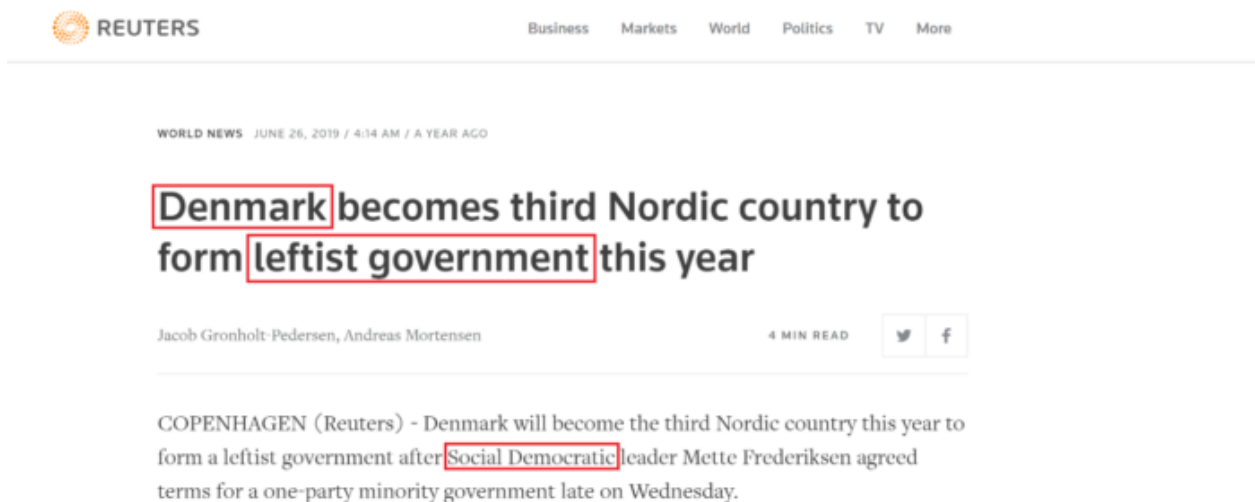 REUTERS
Business Markets World Politics TV More
WORLD NEWS JUNE 26, 2019 / 4:14 AM / A YEAR AGO
Denmark becomes third Nordic country to
form leftist government this year
Jacob Gronholt-Pedersen, Andreas Mortensen
4 MIN READ
COPENHAGEN (Reuters) - Denmark will become the third Nordic country this year to
form a leftist government after Social Democratic leader Mette Frederiksen agreed
terms for a one-party minority government late on Wednesday.